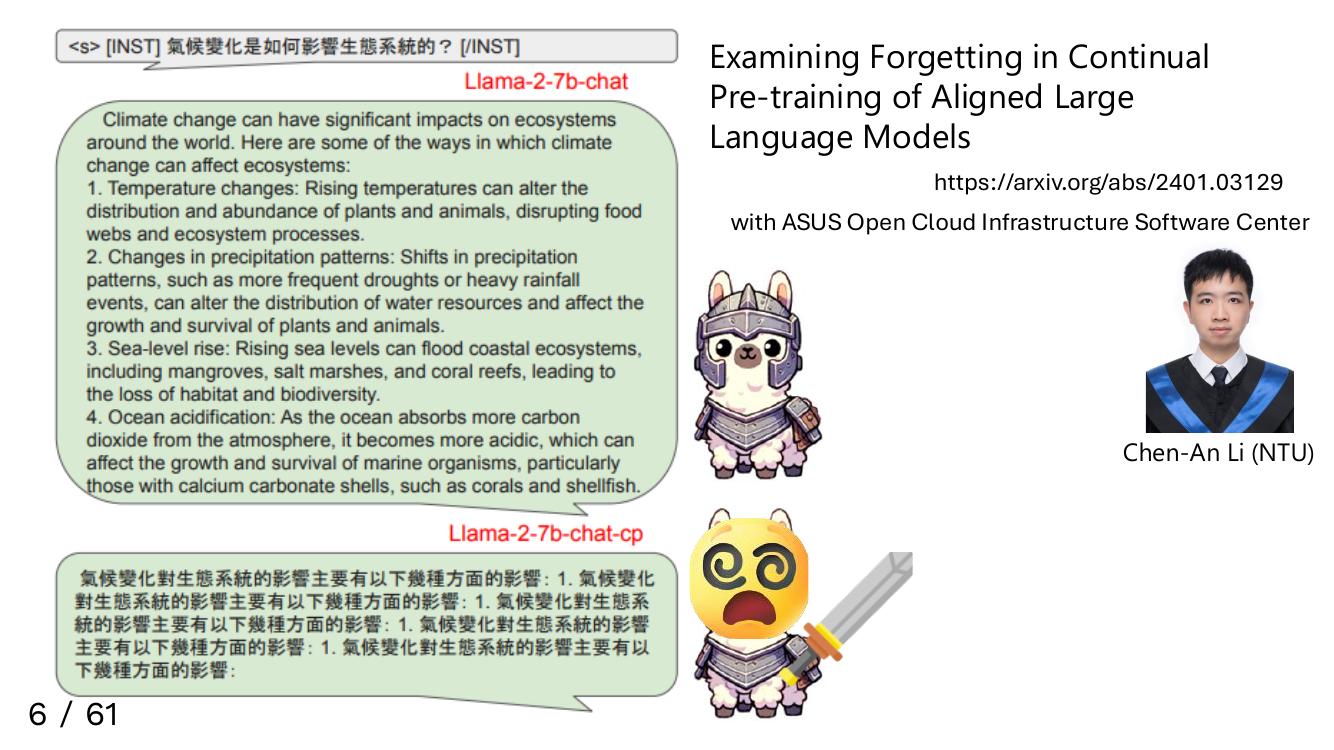 <s> [INST] 氣候變化是如何影響生態系統的？ [/INST]
Llama-2-7b-chat
Climate change can have significant impacts on ecosystems
around the world. Here are some of the ways in which climate
change can affect ecosystems:
1. Temperature changes: Rising temperatures can alter the
distribution and abundance of plants and animals, disrupting food
webs and ecosystem processes.
2. Changes in precipitation patterns: Shifts in precipitation
patterns, such as more frequent droughts or heavy rainfall
events, can alter the distribution of water resources and affect the
growth and survival of plants and animals.
3. Sea-level rise: Rising sea levels can flood coastal ecosystems,
including mangroves, salt marshes, and coral reefs, leading to
the loss of habitat and biodiversity.
4. Ocean acidification: As the ocean absorbs more carbon
dioxide from the atmosphere, it becomes more acidic, which can
affect the growth and survival of marine organisms, particularly
those with calcium carbonate shells, such as corals and shellfish.
Llama-2-7b-chat-cp
氣候變化對生態系統的影響主要有以下幾種方面的影響: 1. 氣候變化
對生態系統的影響主要有以下幾種方面的影響: 1. 氣候變化對生態系
統的影響主要有以下幾種方面的影響: 1. 氣候變化對生態系統的影響
主要有以下幾種方面的影響: 1. 氣候變化對生態系統的影響主要有以
下幾種方面的影響:
6 / 61
Examining Forgetting in Continual
Pre-training of Aligned Large
Language Models
https://arxiv.org/abs/2401.03129
with ASUS Open Cloud Infrastructure Software Center
Chen-An Li (NTU)